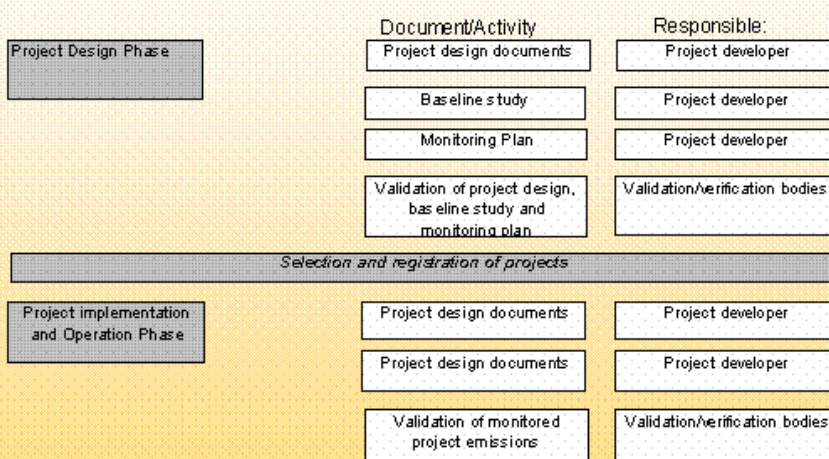 Document/Activity Responsible:
Project Design Phase Project design documents Project developer
Baseline study Project developer
Monitoring Plan Project developer
Validation of project design, Validation/verification bodies
baseline study and
monitoring plan
Selection and registration of projects
Project implementation Project design documents Project developer
and Operation Phase
Project design documents Project developer
Validation of monitored Validation/verification bodies
project emissions